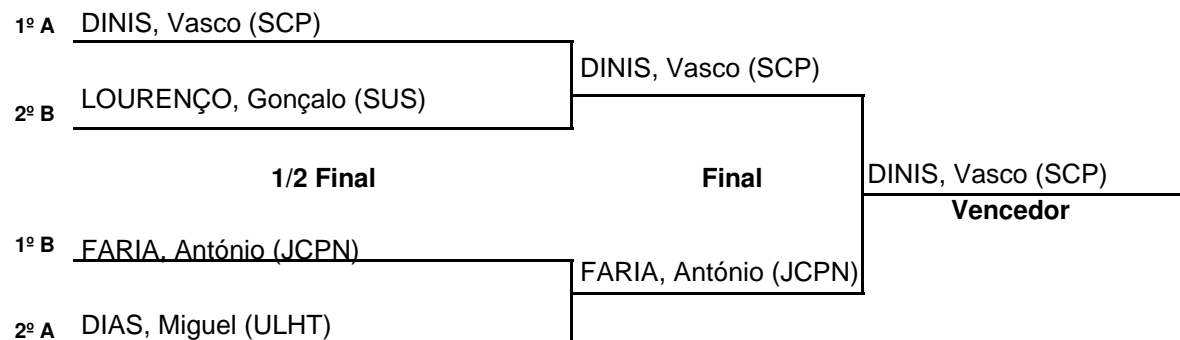 1º A DINIS, Vasco (SCP)
DINIS, Vasco (SCP)
2º B LOURENÇO, Gonçalo (SUS)
1/2 Final Final DINIS, Vasco (SCP)
Vencedor
1º B FARIA, António (JCPN)
FARIA, António (JCPN)
2º A DIAS, Miguel (ULHT)